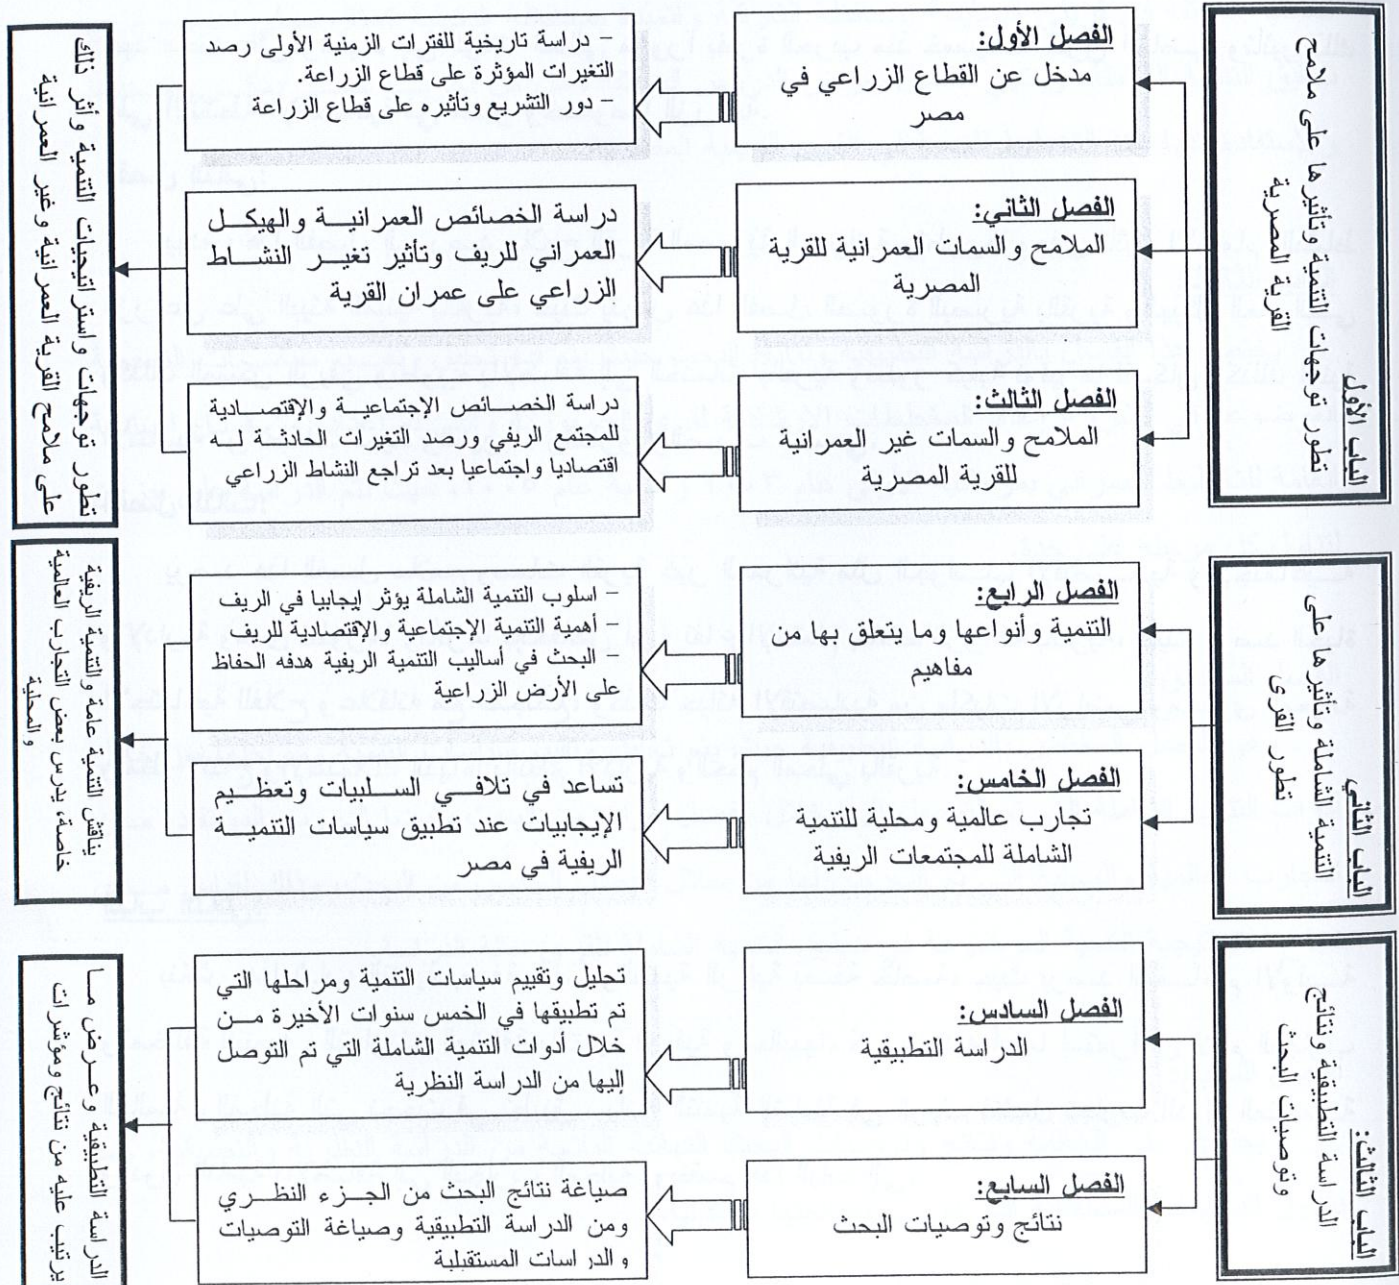 الباب الأول
تطور توجهات التنمية وتأثيرها على ملامح
القرية المصرية
الفصل الأول:
مدخل عن القطاع الزراعي في
مصر
– دراسة تاريخية للفترات الزمنية الأولى رصد
التغيرات المؤثرة على قطاع الزراعة.
– دور التشريع وتأثيره على قطاع الزراعة
الفصل الثاني:
الملامح والسمات العمرانية للقرية
المصرية
دراسة الخصائص العمرانية والهيكل
العمراني للريف وتأثير تغير النشاط
الزراعي على عمران القرية
الفصل الثالث:
الملامح والسمات غير العمرانية
للقرية المصرية
دراسة الخصائص الإجتماعية والإقتصادية
للمجتمع الريفي ورصد التغيرات الحادثة له
اقتصاديا واجتماعيا بعد تراجع النشاط الزراعي
تطور توجهات واستراتيجيات التنمية وأثر ذلك
على ملامح القرية العمرانية وغير العمرانية
الباب الثاني
التنمية الشاملة وتأثيرها على
تطور القرى
الفصل الرابع:
التنمية وأنواعها وما يتعلق بها من
مفاهيم
– اسلوب التنمية الشاملة يؤثر إيجابيا في الريف
– أهمية التنمية الإجتماعية والإقتصادية للريف
– البحث في أساليب التنمية الريفية هدفه الحفاظ
على الأرض الزراعية
الفصل الخامس:
تجارب عالمية ومحلية للتنمية
الشاملة للمجتمعات الريفية
تساعد في تلافي السلبيات وتعظيم
الإيجابيات عند تطبيق سياسات التنمية
الريفية في مصر
يناقش التنمية عامة والتنمية الريفية
خاصة، يدرس بعض التجارب العالمية
والمحلية
الباب الثالث:
الدراسة التطبيقية ونتائج
وتوصيات البحث
الفصل السادس:
الدراسة التطبيقية
تحليل وتقييم سياسات التنمية ومراحلها التي
تم تطبيقها في الخمس سنوات الأخيرة من
خلال أدوات التنمية الشاملة التي تم التوصل
إليها من الدراسة النظرية
الفصل السابع:
نتائج وتوصيات البحث
صياغة نتائج البحث من الجزء النظري
ومن الدراسة التطبيقية وصياغة التوصيات
والدراسات المستقبلية
الدراسة التطبيقية وعرض ما
يرتيب عليه من نتائج ومؤشرات